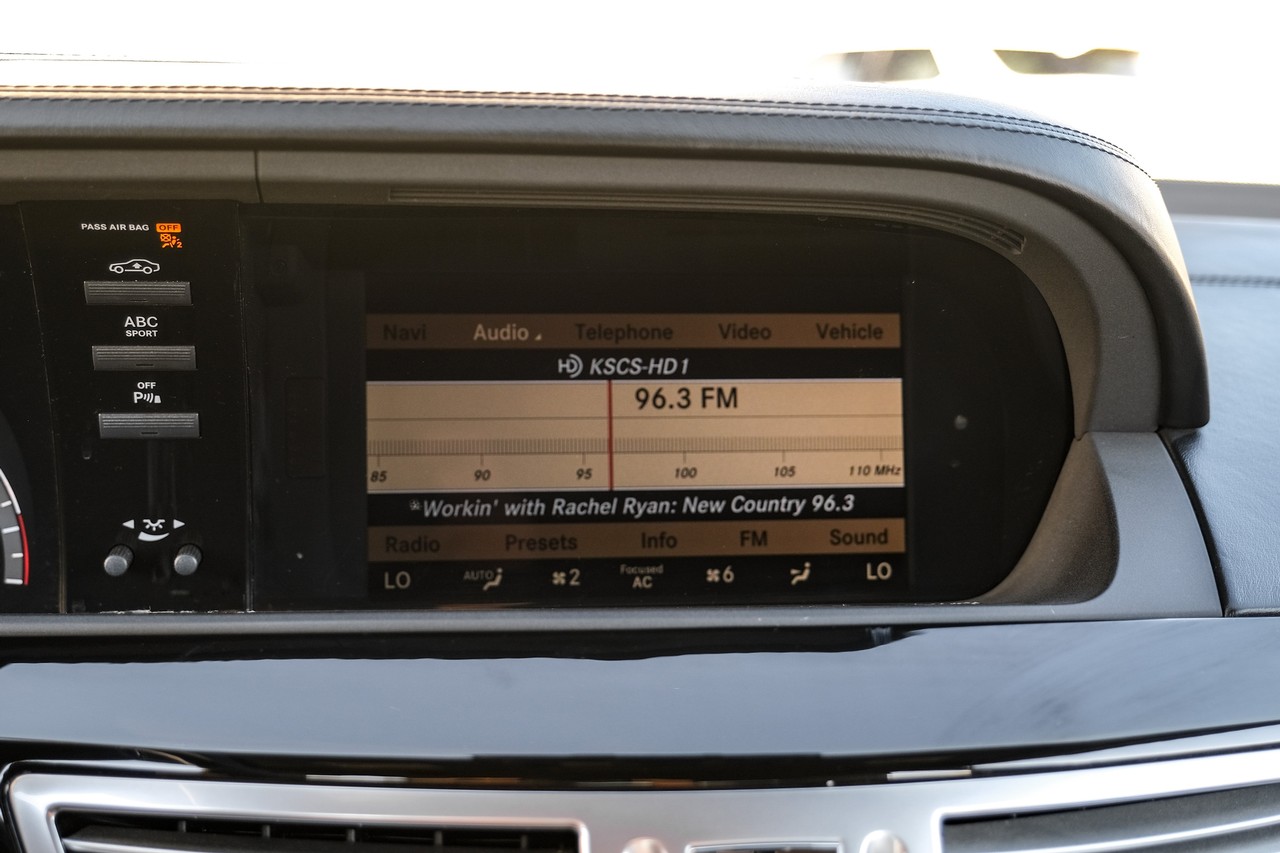 PASS AIR BAG OFF
2
ABC
SPORT
OFF
P
Navi Audio Telephone Video Vehicle
HD KSCS-HD1
96.3 FM
85 90 95 100 105 110 MHz
*Workin' with Rachel Ryan: New Country 96.3
Radio Presets Info FM Sound
LO AUTO 2 Focused AC 6 LO